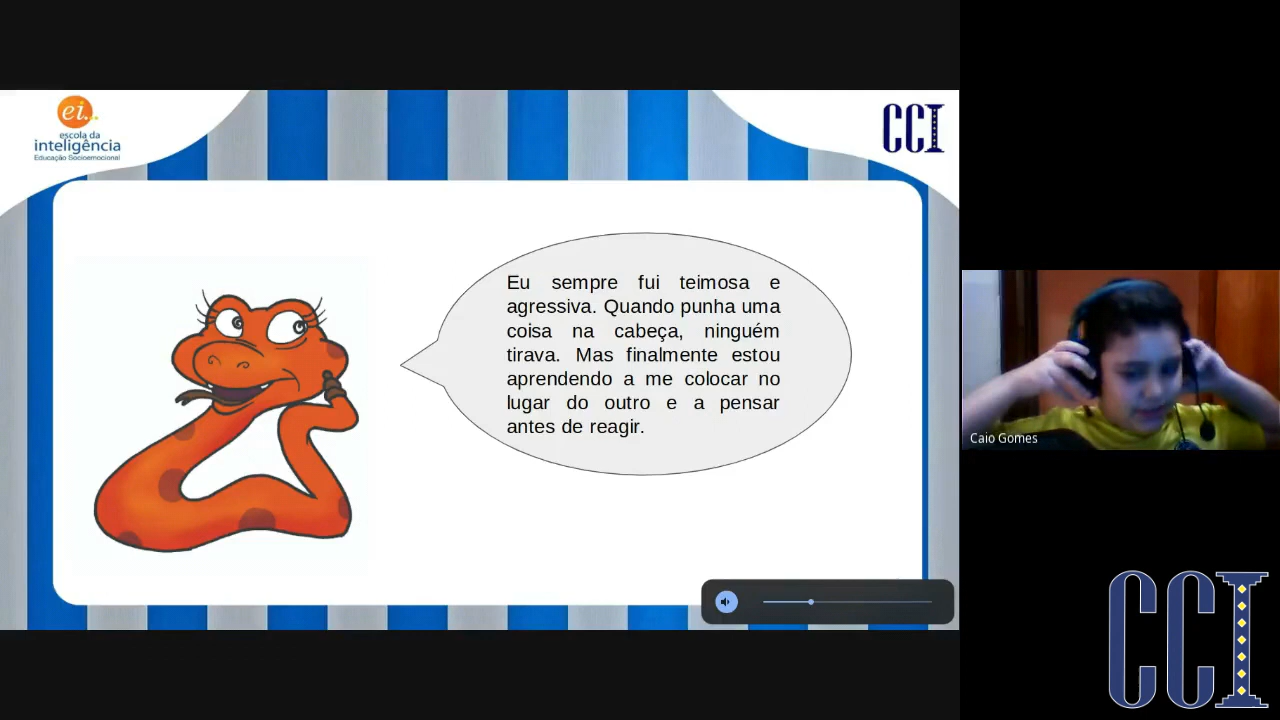 ei...
escola da
inteligência
Educação Socioemocional
CCI
Eu sempre fui teimosa e
agressiva. Quando punha uma
coisa na cabeça, ninguém
tirava. Mas finalmente estou
aprendendo a me colocar no
lugar do outro e a pensar
antes de reagir.
Caio Gomes
CCI